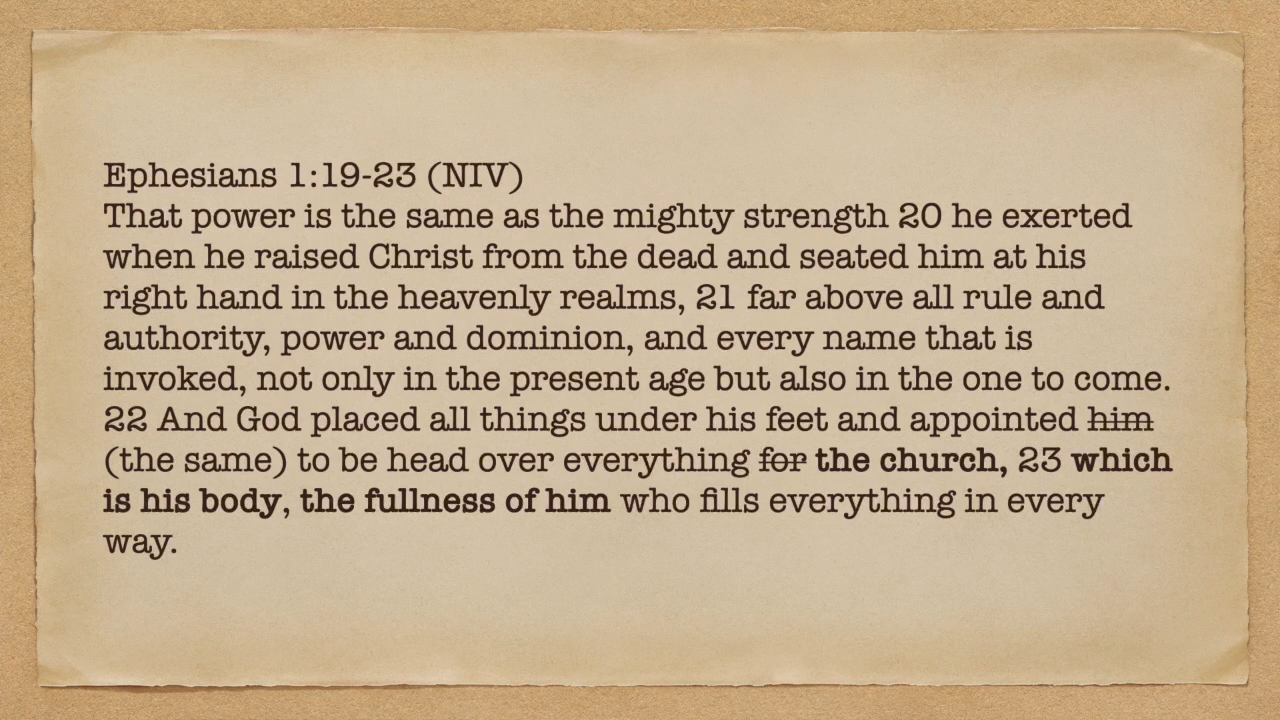 Ephesians 1:19-23 (NIV)
That power is the same as the mighty strength 20 he exerted
when he raised Christ from the dead and seated him at his
right hand in the heavenly realms, 21 far above all rule and
authority, power and dominion, and every name that is
invoked, not only in the present age but also in the one to come.
22 And God placed all things under his feet and appointed him
(the same) to be head over everything for the church, 23 which
is his body, the fullness of him who fills everything in every
way.